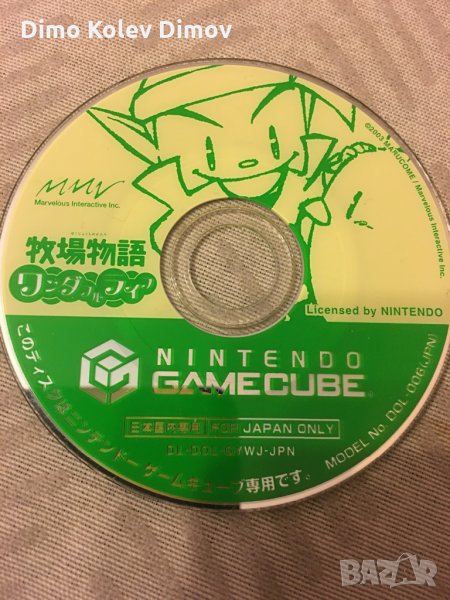 Dimo Kolev Dimov
©2003 MARUCOME / Marvelous Interactive Inc.
MMV
Marvelous Interactive Inc.
牧場物語
ワンダフルライフ
Licensed by NINTENDO
NINTENDO
GAMECUBE
日本国内専用 FOR JAPAN ONLY
DL-DOL-GYWJ-JPN
MODEL No. DOL-006(JPN)
このディスクはニンテンドーゲームキューブ専用です。
BAZAR